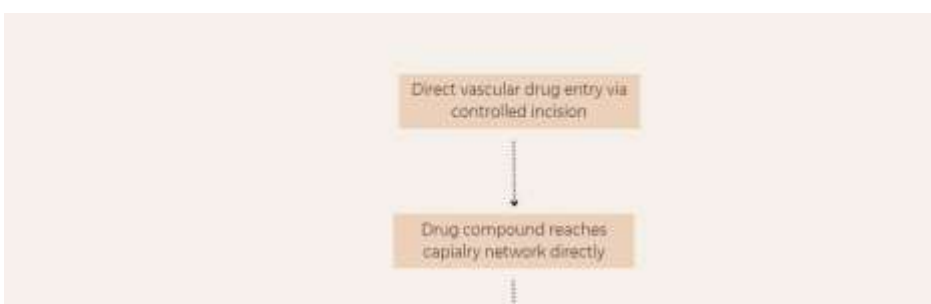 Direct vascular drug entry via
controlled incision
Drug compound reaches
capialry network directly